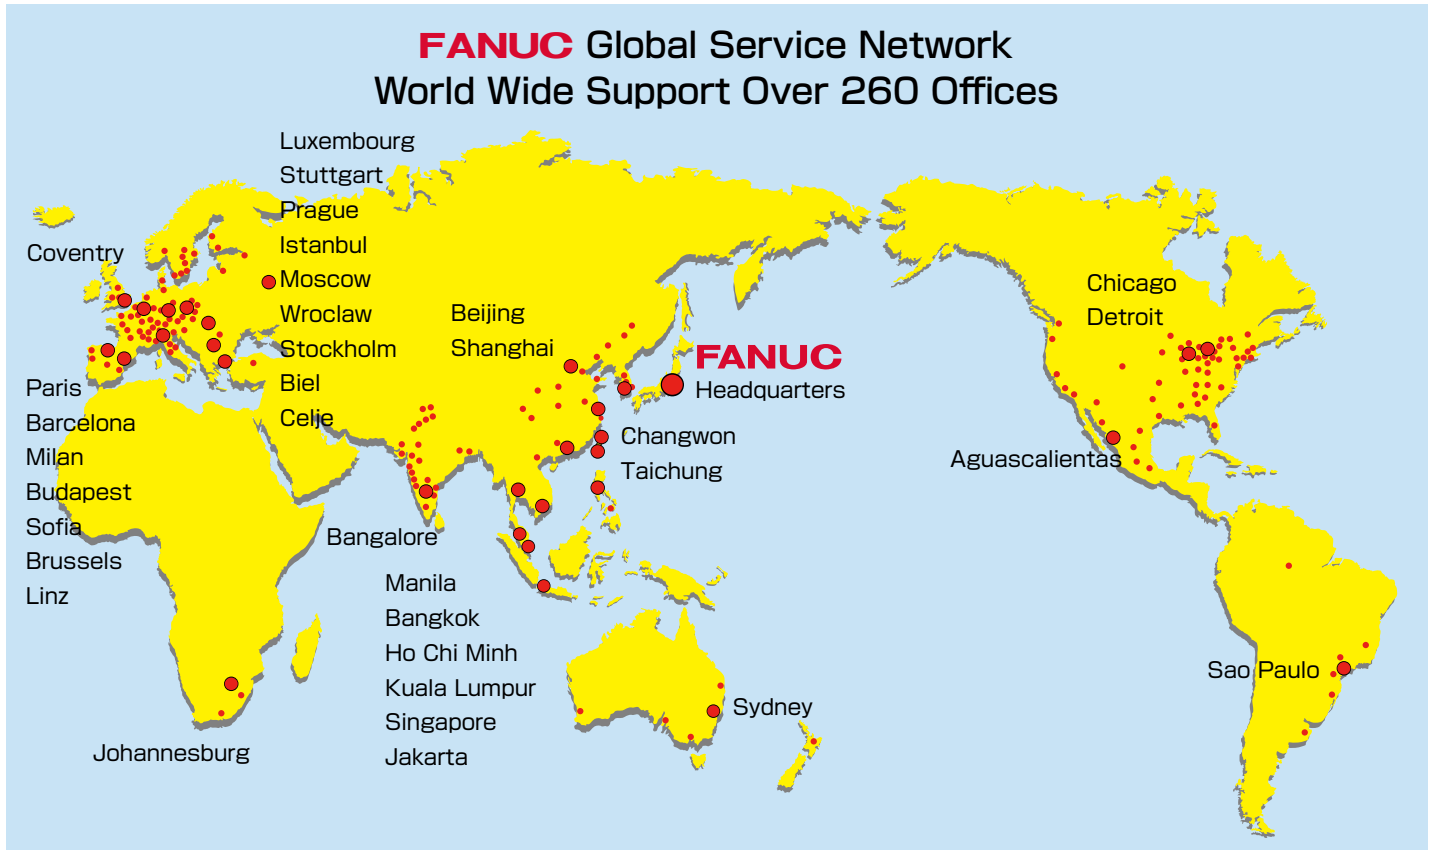 FANUC Global Service Network
World Wide Support Over 260 Offices
Luxembourg
Stuttgart
Prague
Istanbul
Moscow
Wroclaw
Stockholm
Biel
Celje
Coventry
Paris
Barcelona
Milan
Budapest
Sofia
Brussels
Linz
Beijing
Shanghai
FANUC
Headquarters
Changwon
Taichung
Bangalore
Manila
Bangkok
Ho Chi Minh
Kuala Lumpur
Singapore
Jakarta
Johannesburg
Sydney
Chicago
Detroit
Aguascalientas
Sao Paulo